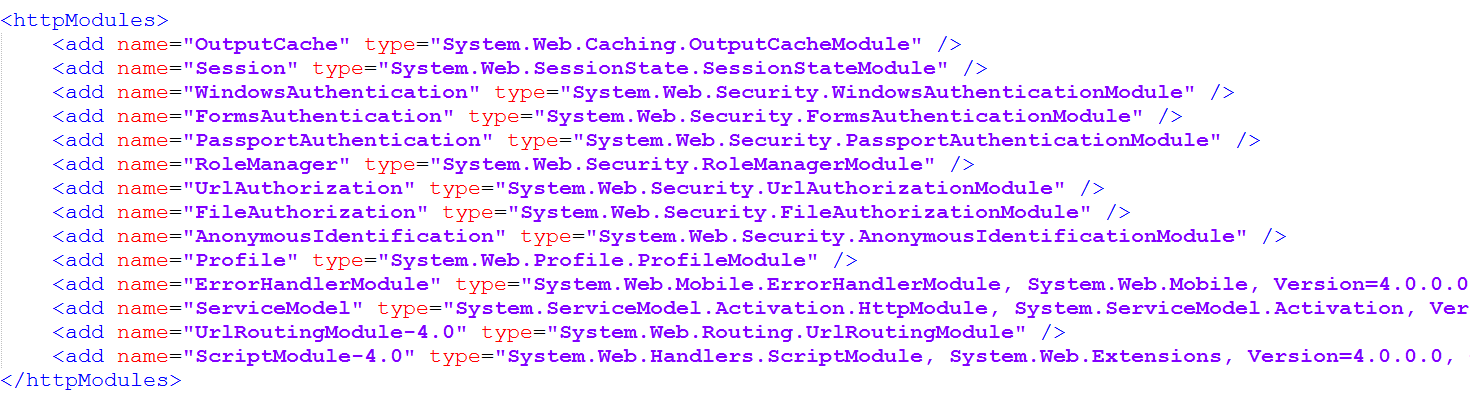 <httpModules>
<add name="OutputCache" type="System.Web.Caching.OutputCacheModule" />
<add name="Session" type="System.Web.SessionState.SessionStateModule" />
<add name="WindowsAuthentication" type="System.Web.Security.WindowsAuthenticationModule" />
<add name="FormsAuthentication" type="System.Web.Security.FormsAuthenticationModule" />
<add name="PassportAuthentication" type="System.Web.Security.PassportAuthenticationModule" />
<add name="RoleManager" type="System.Web.Security.RoleManagerModule" />
<add name="UrlAuthorization" type="System.Web.Security.UrlAuthorizationModule" />
<add name="FileAuthorization" type="System.Web.Security.FileAuthorizationModule" />
<add name="AnonymousIdentification" type="System.Web.Security.AnonymousIdentificationModule" />
<add name="Profile" type="System.Web.Profile.ProfileModule" />
<add name="ErrorHandlerModule" type="System.Web.Mobile.ErrorHandlerModule, System.Web.Mobile, Version=4.0.0.0
<add name="ServiceModel" type="System.ServiceModel.Activation.HttpModule, System.ServiceModel.Activation, Ver
<add name="UrlRoutingModule-4.0" type="System.Web.Routing.UrlRoutingModule" />
<add name="ScriptModule-4.0" type="System.Web.Handlers.ScriptModule, System.Web.Extensions, Version=4.0.0.0,
</httpModules>